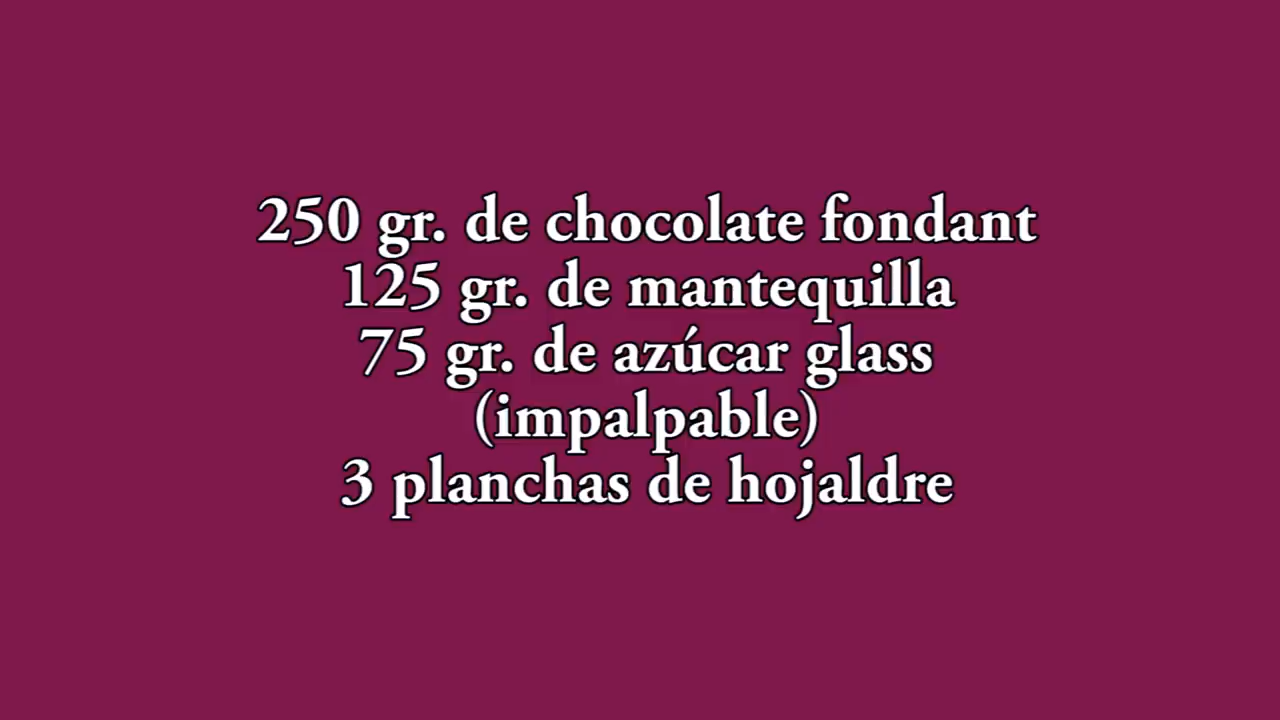 250 gr. de chocolate fondant
125 gr. de mantequilla
75 gr. de azúcar glass
(impalpable)
3 planchas de hojaldre